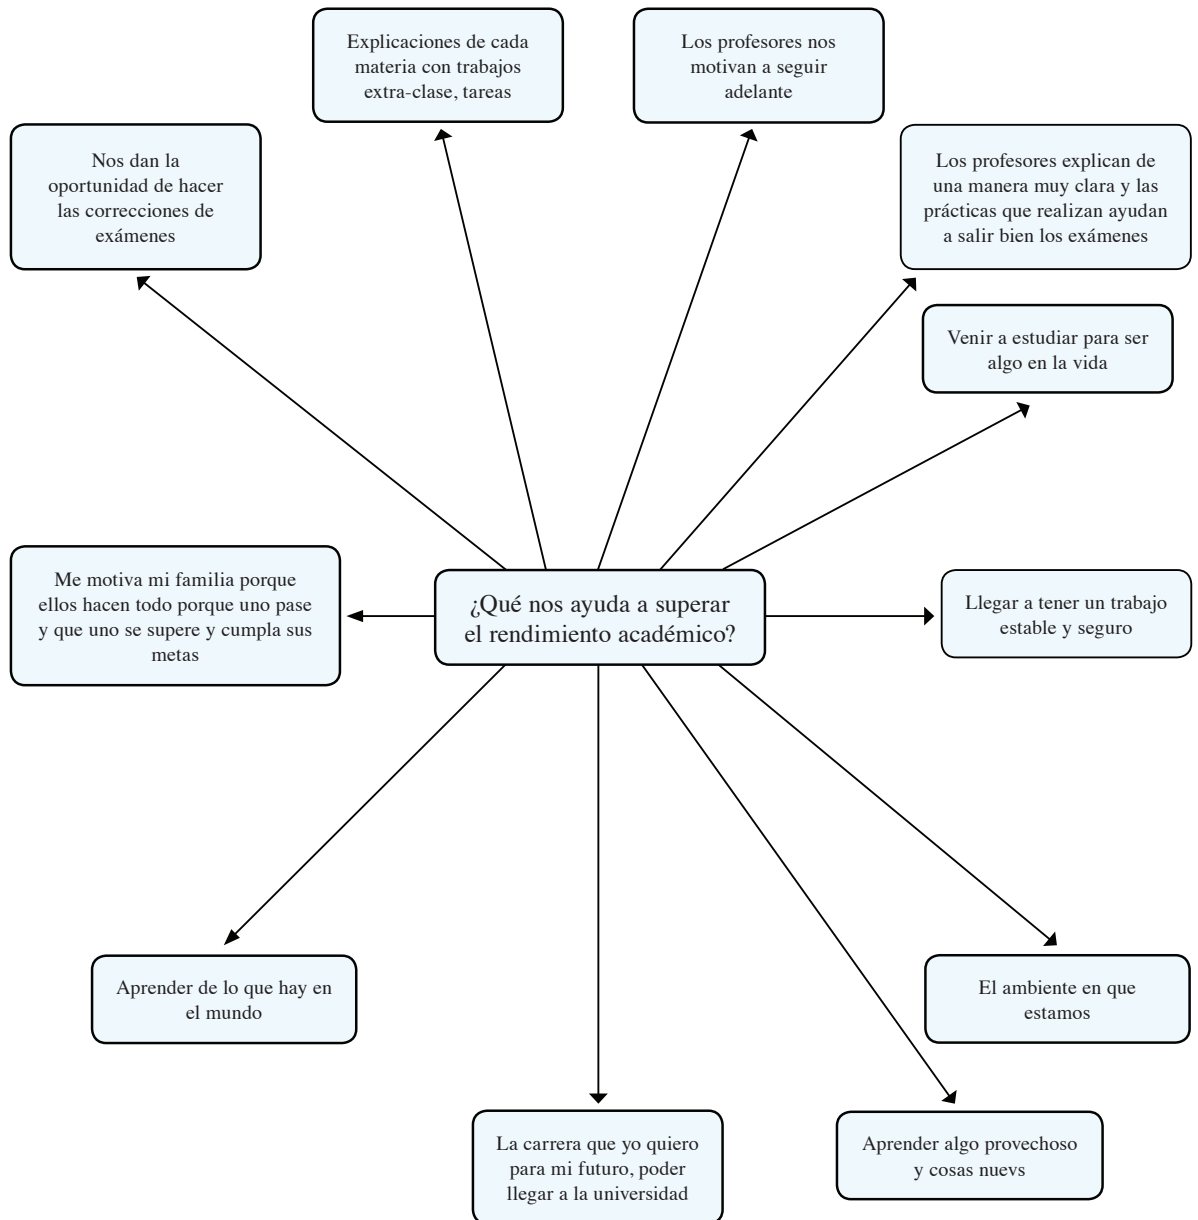 Explicaciones de cada
materia con trabajos
extra-clase, tareas
Los profesores nos
motivan a seguir
adelante
Nos dan la
oportunidad de hacer
las correcciones de
exámenes
Los profesores explican de
una manera muy clara y las
prácticas que realizan ayudan
a salir bien los exámenes
Venir a estudiar para ser
algo en la vida
Me motiva mi familia porque
ellos hacen todo porque uno pase
y que uno se supere y cumpla sus
metas
¿Qué nos ayuda a superar
el rendimiento académico?
Llegar a tener un trabajo
estable y seguro
Aprender de lo que hay en
el mundo
El ambiente en que
estamos
La carrera que yo quiero
para mi futuro, poder
llegar a la universidad
Aprender algo provechoso
y cosas nuevs